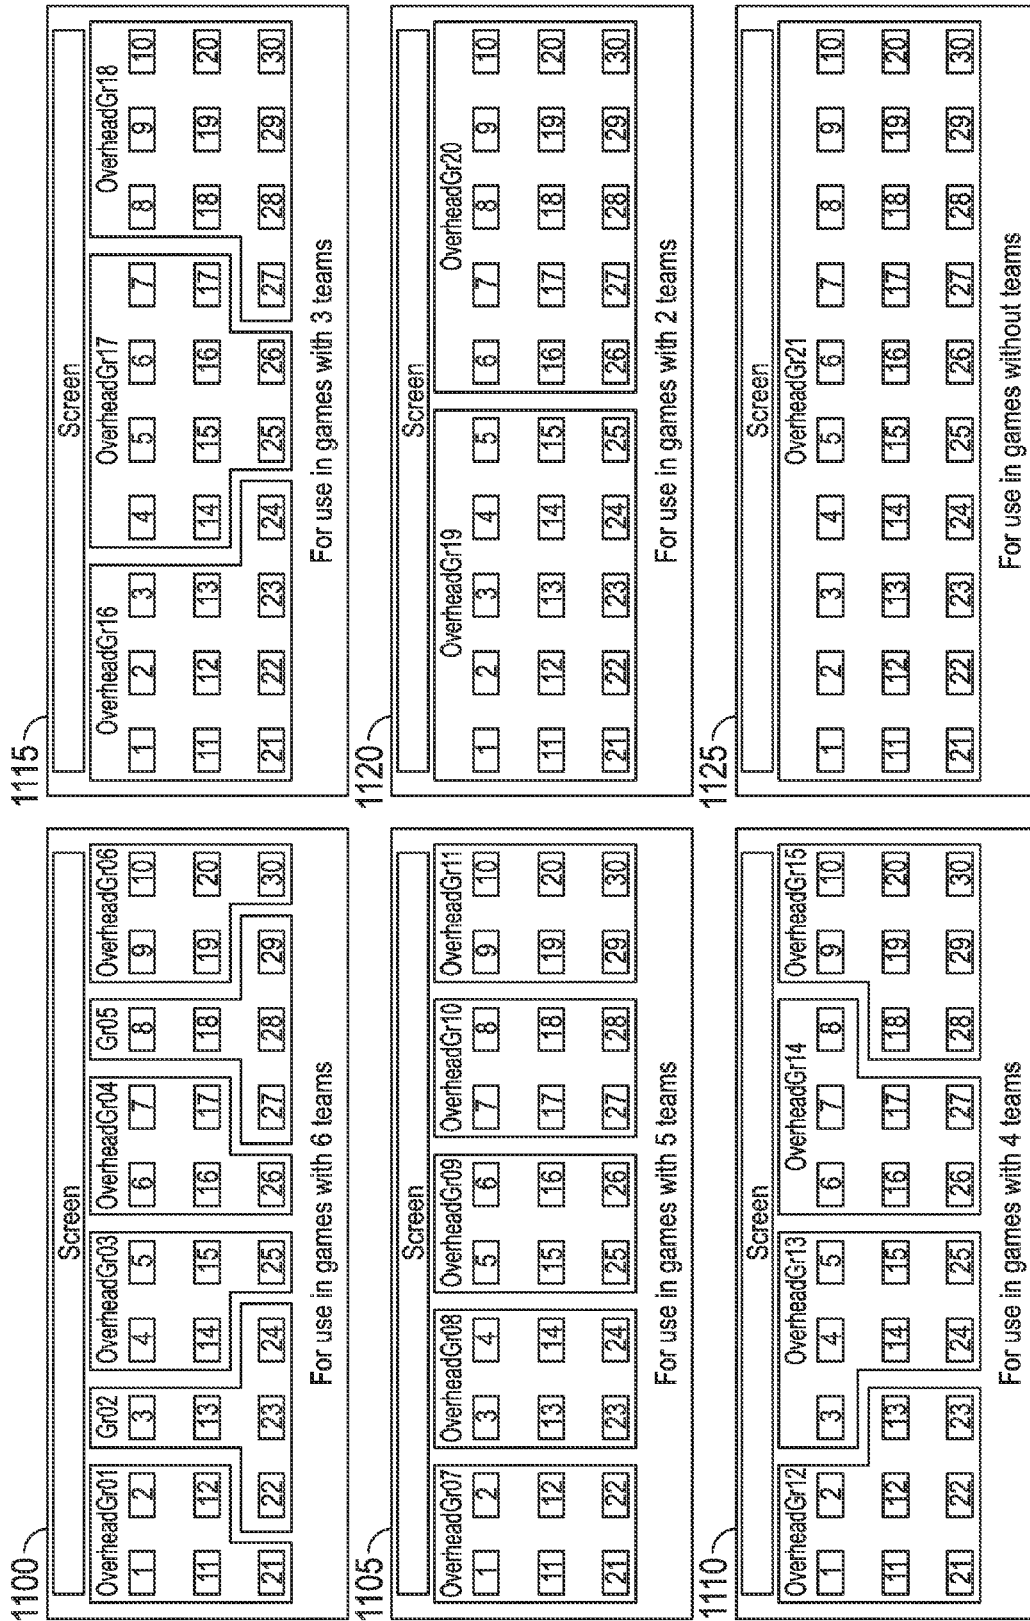 1100
Screen
OverheadGr01 Gr02 OverheadGr03 OverheadGr04 Gr05 OverheadGr06
1 2 3 4 5 6 7 8 9 10
11 12 13 14 15 16 17 18 19 20
21 22 23 24 25 26 27 28 29 30
For use in games with 6 teams
1105
Screen
OverheadGr07 OverheadGr08 OverheadGr09 OverheadGr10 OverheadGr11
1 2 3 4 5 6 7 8 9 10
11 12 13 14 15 16 17 18 19 20
21 22 23 24 25 26 27 28 29 30
For use in games with 5 teams
1110
Screen
OverheadGr12 OverheadGr13 OverheadGr14 OverheadGr15
1 2 3 4 5 6 7 8 9 10
11 12 13 14 15 16 17 18 19 20
21 22 23 24 25 26 27 28 29 30
For use in games with 4 teams
1115
Screen
OverheadGr16 OverheadGr17 OverheadGr18
1 2 3 4 5 6 7 8 9 10
11 12 13 14 15 16 17 18 19 20
21 22 23 24 25 26 27 28 29 30
For use in games with 3 teams
1120
Screen
OverheadGr19 OverheadGr20
1 2 3 4 5 6 7 8 9 10
11 12 13 14 15 16 17 18 19 20
21 22 23 24 25 26 27 28 29 30
For use in games with 2 teams
1125
Screen
OverheadGr21
1 2 3 4 5 6 7 8 9 10
11 12 13 14 15 16 17 18 19 20
21 22 23 24 25 26 27 28 29 30
For use in games without teams